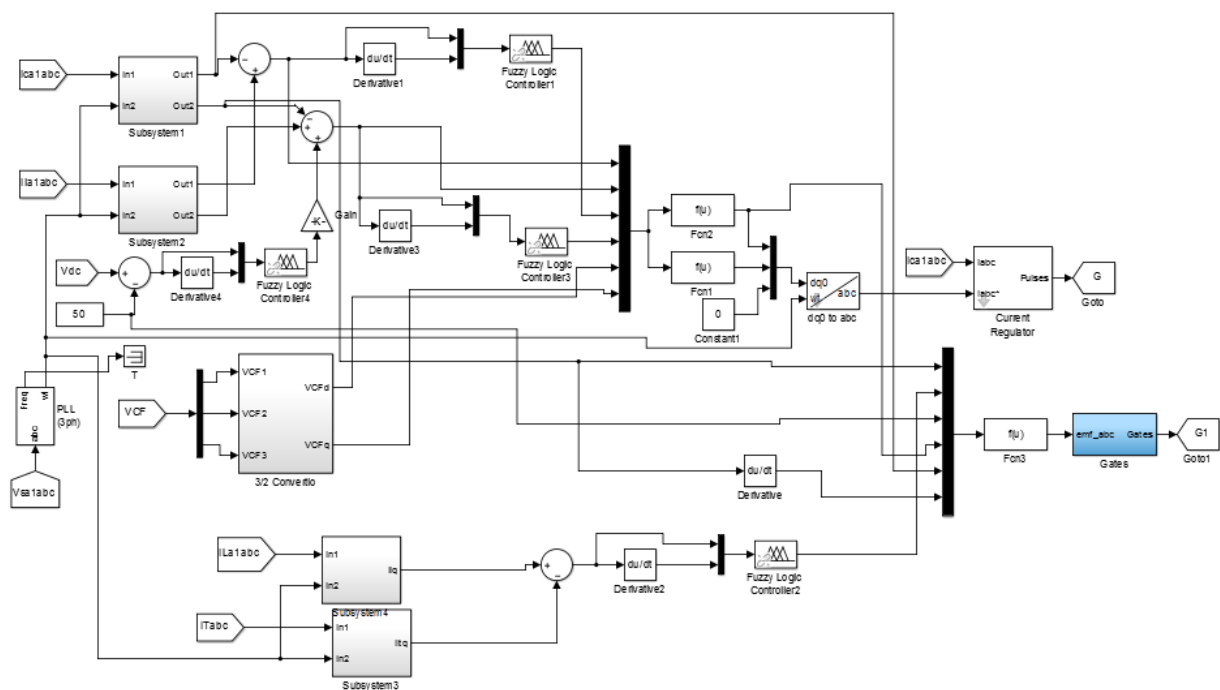 Ica1abc
In1
In2
Out1
Out2
Subsystem1
du/dt
Derivative1
Fuzzy Logic
Controller1
Ila1abc
In1
In2
Out1
Out2
Subsystem2
-K-
Gain
du/dt
Derivative3
Fuzzy Logic
Controller3
Vdc
du/dt
Derivative4
Fuzzy Logic
Controller4
50
f(u)
Fcn2
f(u)
Fcn1
0
Constant1
dq0
wt
abc
dq0 to abc
Ica1abc
Iabc
Iabc*
Pulses
Current
Regulator
G
Goto
T
Freq
wt
abc
PLL
(3ph)
Vsa1abc
VCF
VCF1
VCF2
VCF3
VCFd
VCFq
3/2 Convertio
du/dt
Derivative
f(u)
Fcn3
emf_abc
Gates
Gates
G1
Goto1
ILa1abc
In1
In2
Ilq
Subsystem4
ITabc
In1
In2
Iltq
Subsystem3
du/dt
Derivative2
Fuzzy Logic
Controller2